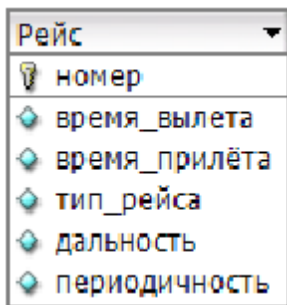 Рейс
номер
время_вылета
время_прилёта
тип_рейса
дальность
периодичность